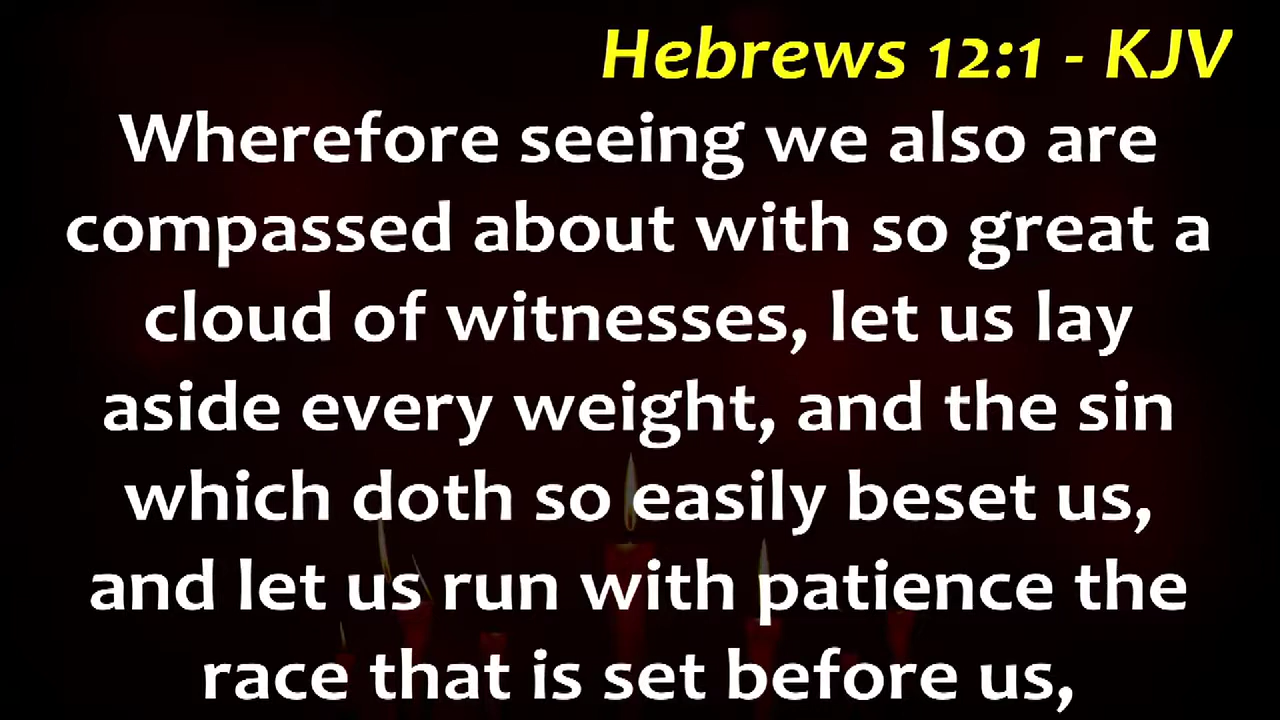 Hebrews 12:1 - KJV
Wherefore seeing we also are
compassed about with so great a
cloud of witnesses, let us lay
aside every weight, and the sin
which doth so easily beset us,
and let us run with patience the
race that is set before us,